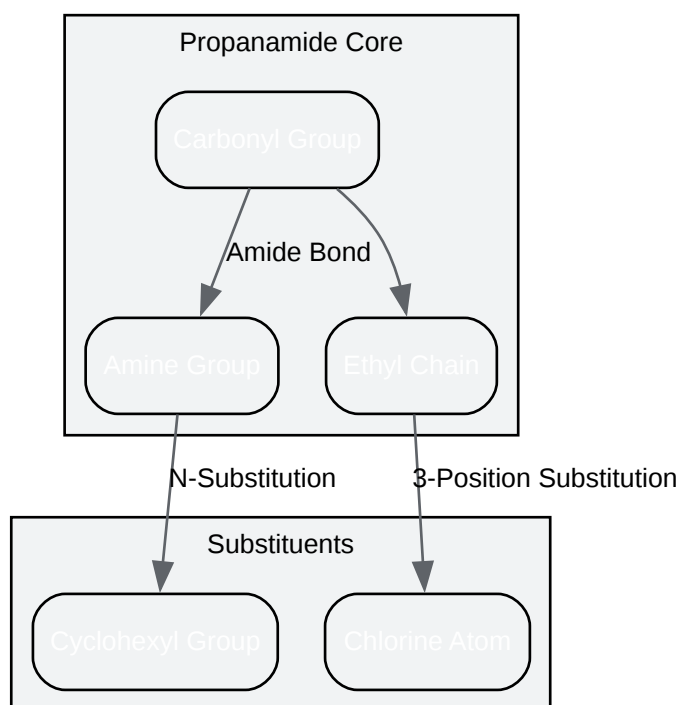 Propanamide Core
Carbonyl Group
Amide Bond
Amine Group
Ethyl Chain
N-Substitution
3-Position Substitution
Substituents
Cyclohexyl Group
Chlorine Atom